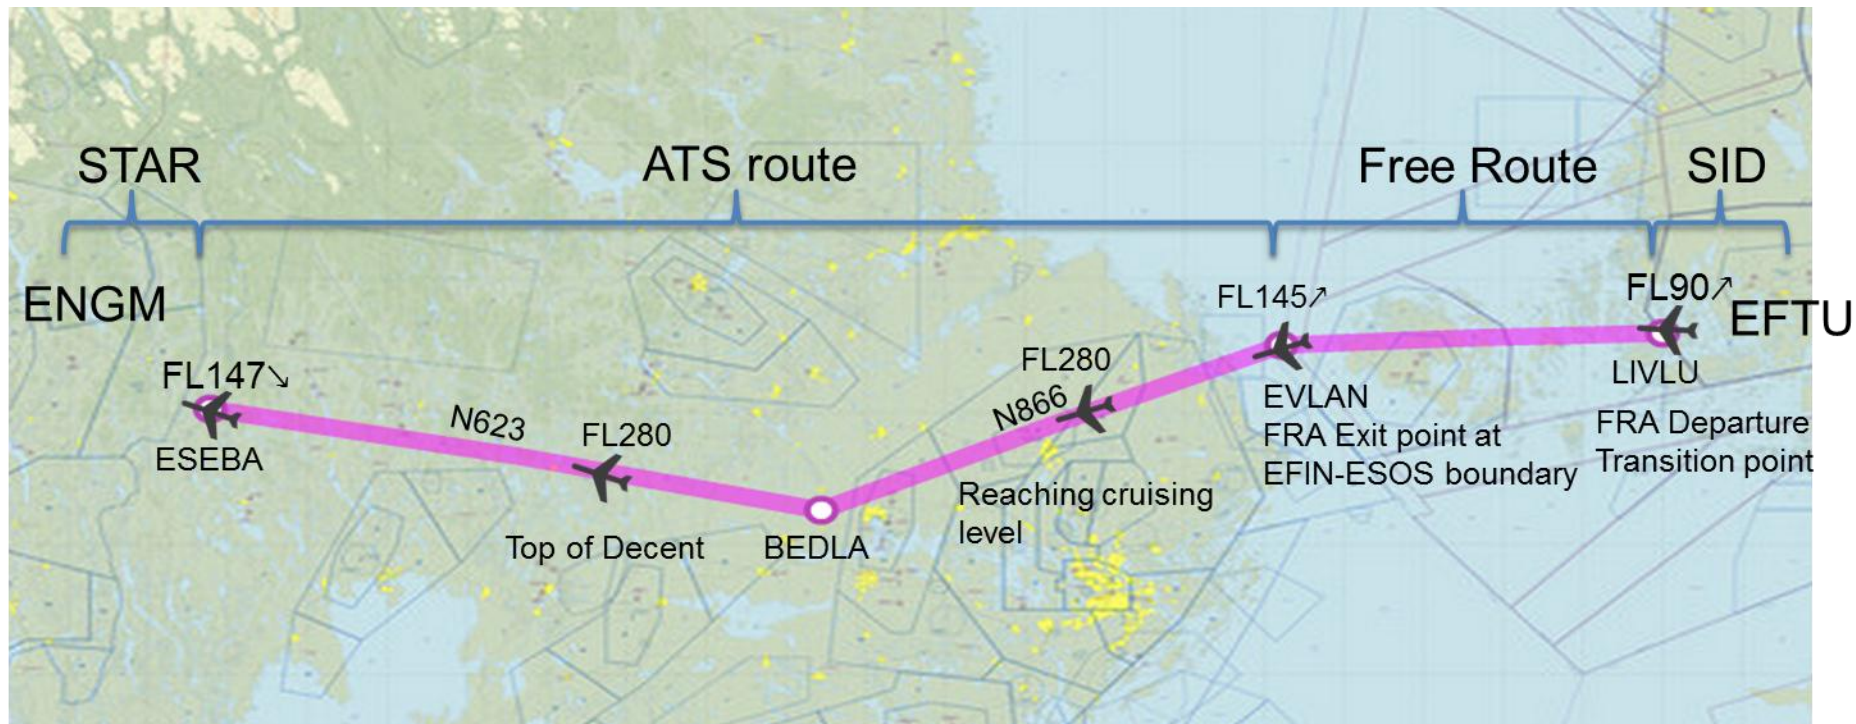 STAR
ATS route
Free Route
SID
ENGM
FL147↘
ESEBA
N623
FL280
Top of Decent
BEDLA
FL280
N866
Reaching cruising
level
FL145↗
EVLAN
FRA Exit point at
EFIN-ESOS boundary
FL90↗
EFTU
LIVLU
FRA Departure
Transition point